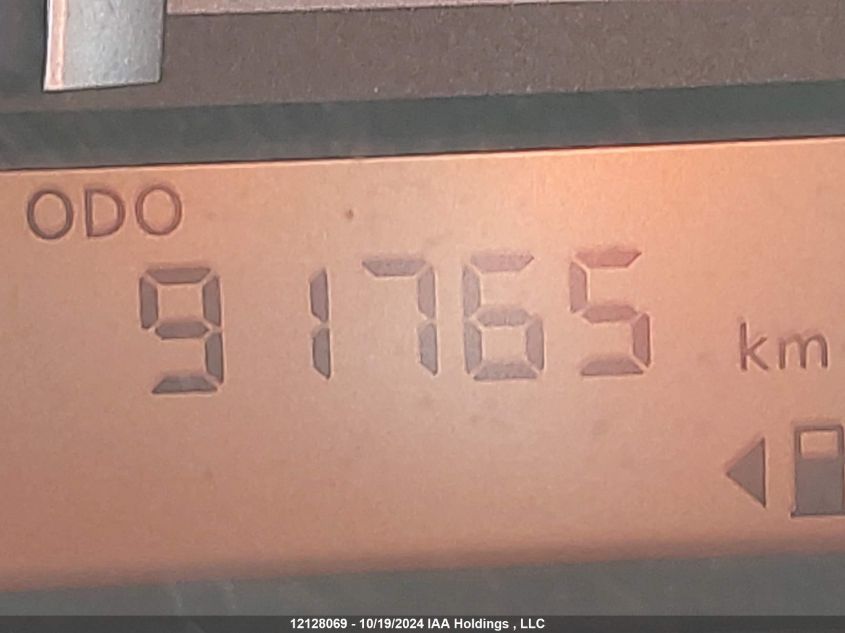 ODO
91765 km
12128069 - 10/19/2024 IAA Holdings , LLC